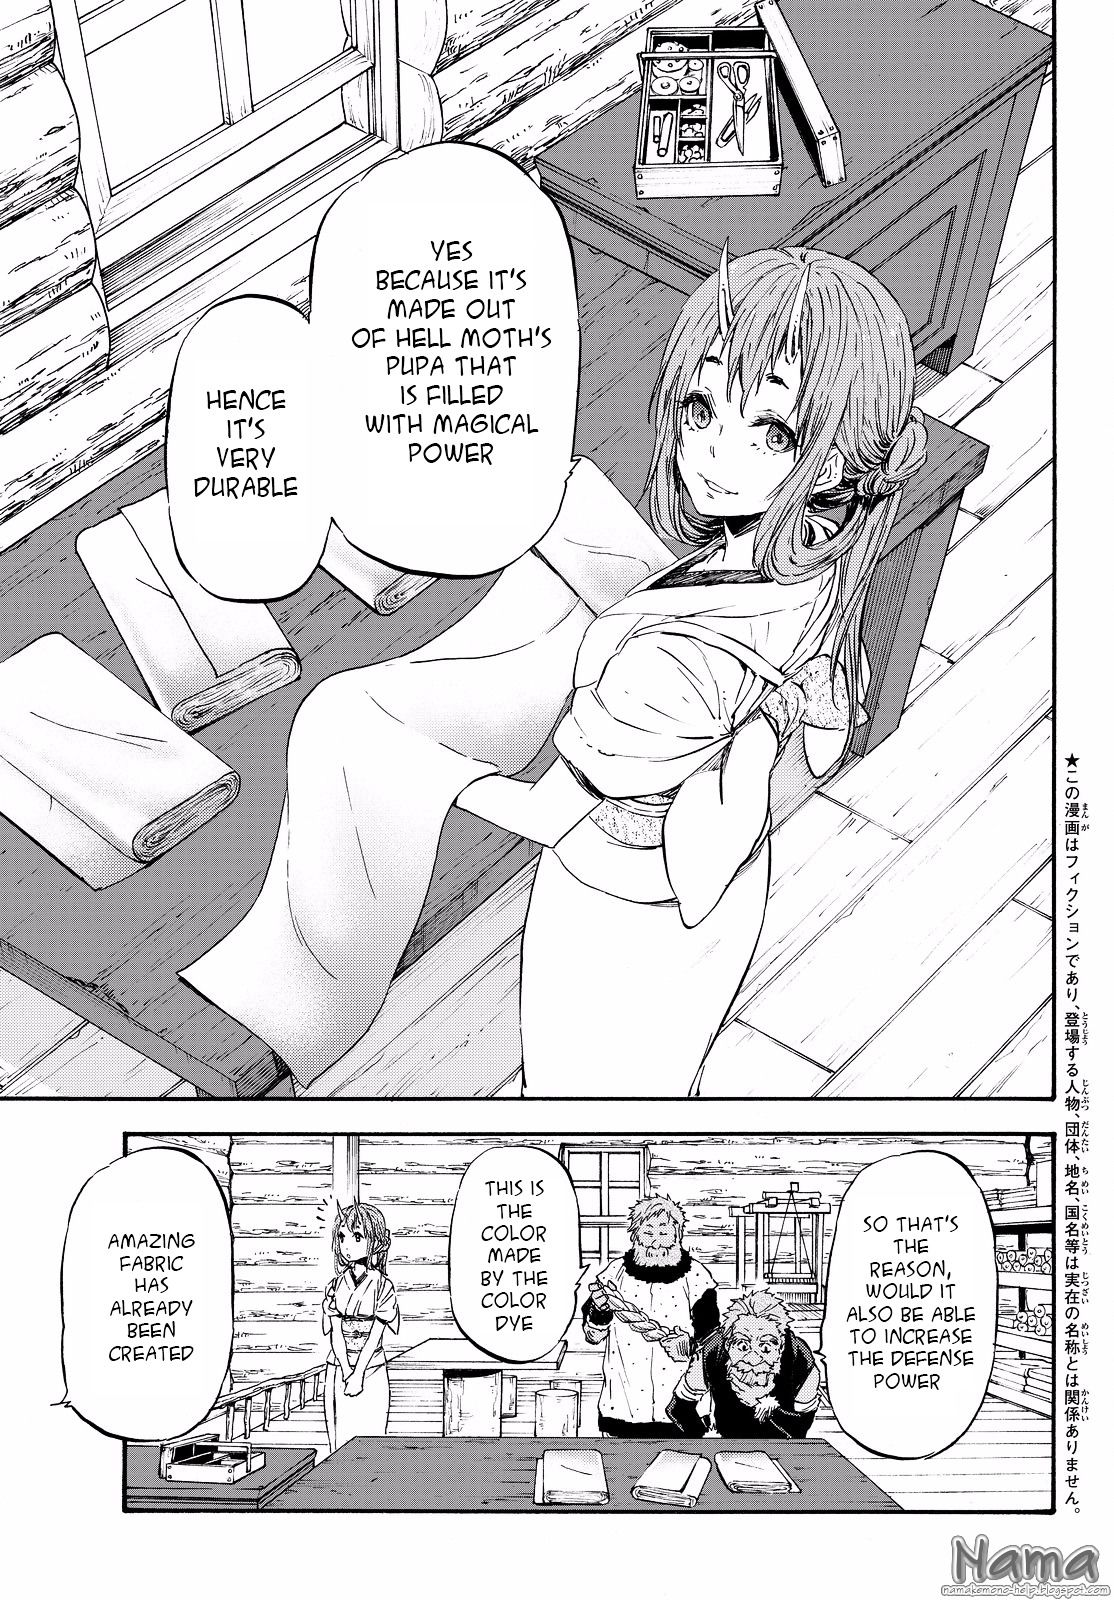 YES
BECAUSE IT'S
MADE OUT
OF HELL MOTH'S
PUPA THAT
IS FILLED
WITH MAGICAL
POWER
HENCE
IT'S
VERY
DURABLE
SO THAT'S
THE
REASON,
WOULD IT
ALSO BE ABLE
TO INCREASE
THE DEFENSE
POWER
THIS IS
THE
COLOR
MADE
BY THE
COLOR
DYE
AMAZING
FABRIC
HAS
ALREADY
BEEN
CREATED
★この漫画はフィクションであり、登場する人物、団体、地名、国名等は実在の名称とは関係ありません。
Nama
namakemono-help.blogspot.com